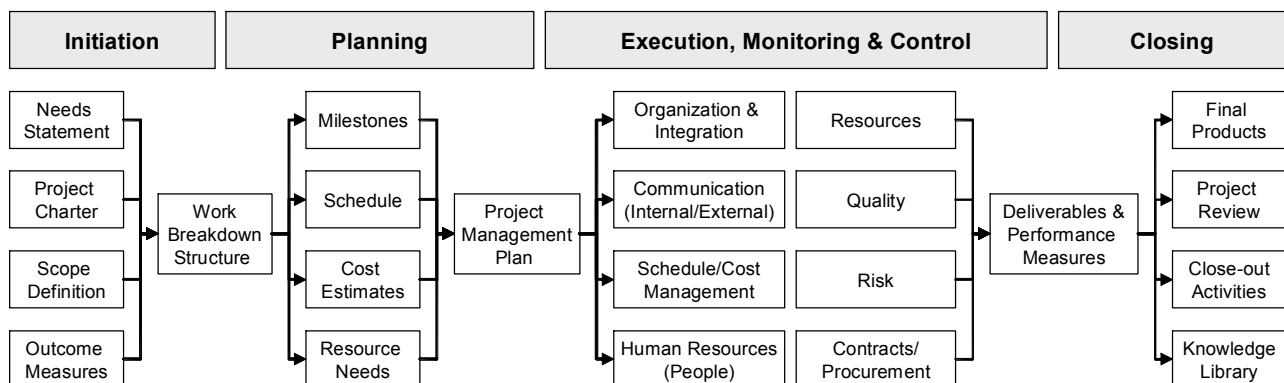 Initiation
Planning
Execution, Monitoring & Control
Closing
Needs
Statement
Project
Charter
Scope
Definition
Outcome
Measures
Work
Breakdown
Structure
Milestones
Schedule
Cost
Estimates
Resource
Needs
Project
Management
Plan
Organization &
Integration
Communication
(Internal/External)
Schedule/Cost
Management
Human Resources
(People)
Resources
Quality
Risk
Contracts/
Procurement
Deliverables &
Performance
Measures
Final
Products
Project
Review
Close-out
Activities
Knowledge
Library